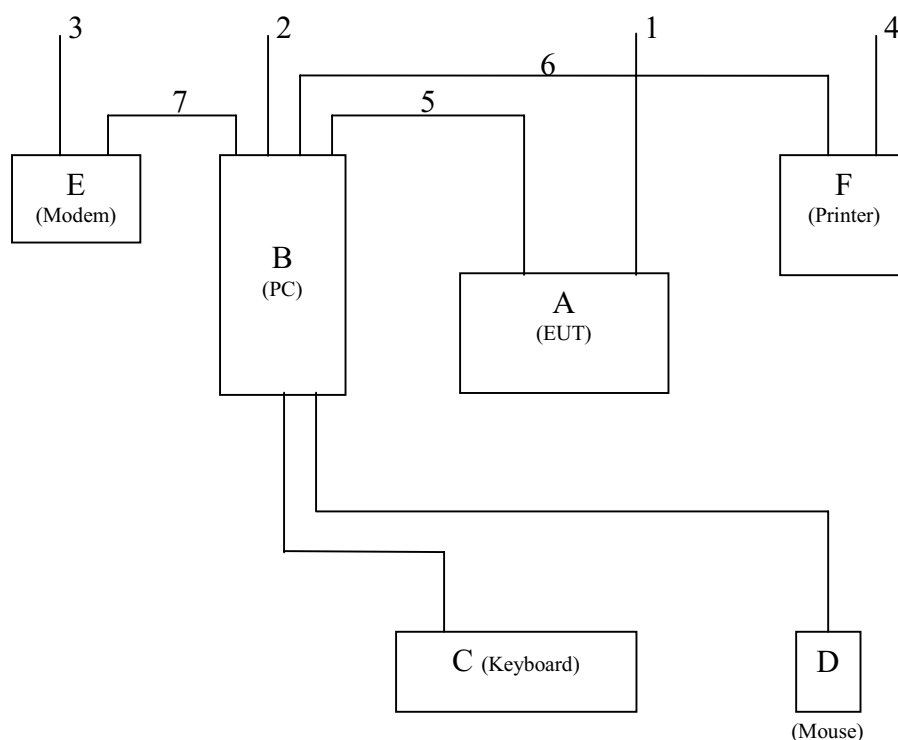 3
2
1
4
6
7
5
E
(Modem)
F
(Printer)
B
(PC)
A
(EUT)
C (Keyboard)
D
(Mouse)